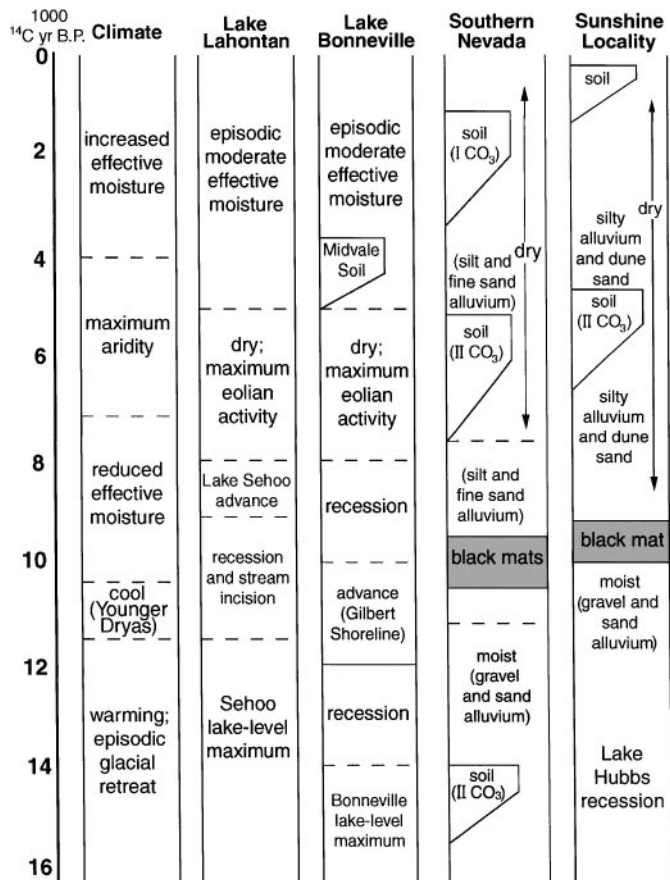 1000
14C yr B.P.
Climate
Lake
Lahontan
Lake
Bonneville
Southern
Nevada
Sunshine
Locality
0
2
4
6
8
10
12
14
16
increased
effective
moisture
maximum
aridity
reduced
effective
moisture
cool
(Younger
Dryas)
warming;
episodic
glacial
retreat
episodic
moderate
effective
moisture
dry;
maximum
eolian
activity
Lake Sehoo
advance
recession
and stream
incision
Sehoo
lake-level
maximum
episodic
moderate
effective
moisture
Midvale
Soil
dry;
maximum
eolian
activity
recession
advance
(Gilbert
Shoreline)
recession
Bonneville
lake-level
maximum
soil
(I CO3)
dry
(silt and
fine sand
alluvium)
soil
(II CO3)
(silt and
fine sand
alluvium)
black mats
moist
(gravel
and sand
alluvium)
soil
(II CO3)
soil
dry
silty
alluvium
and dune
sand
soil
(II CO3)
silty
alluvium
and dune
sand
black mat
moist
(gravel and
sand
alluvium)
Lake
Hubbs
recession